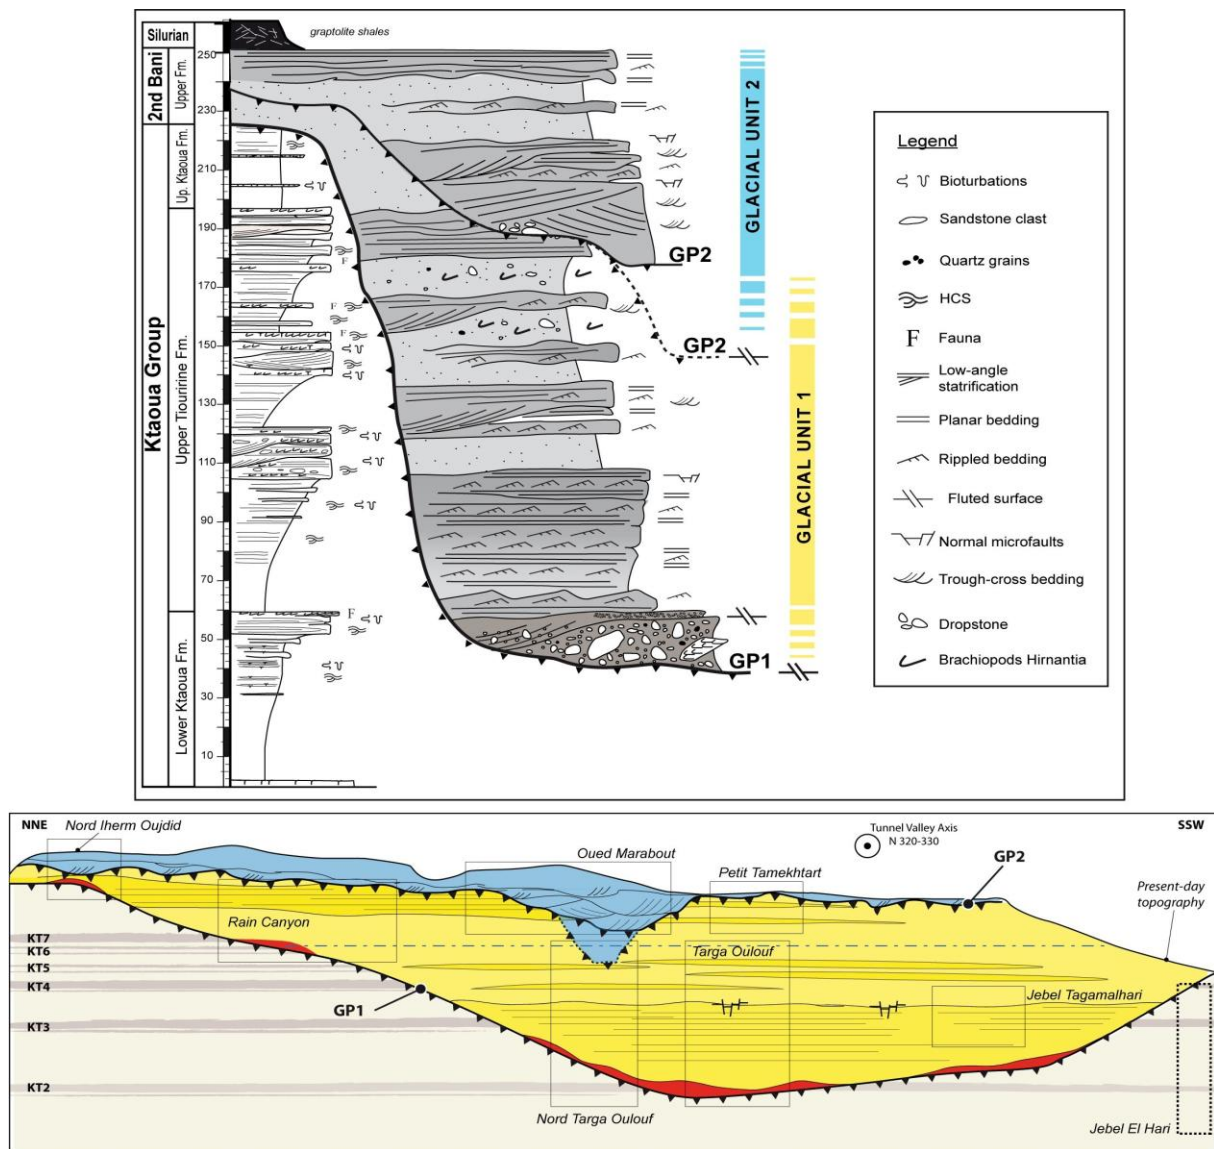 Silurian
graptolite shales
2nd Bani
Upper Fm.
Ktaoua Group
Up. Ktaoua Fm.
Upper Tiouririne Fm.
Lower Ktaoua Fm.
250
230
210
190
170
150
130
110
90
70
50
30
10
F
F
F
F
F
GP2
GP2
GP1
GLACIAL UNIT 2
GLACIAL UNIT 1
Legend
Bioturbations
Sandstone clast
Quartz grains
HCS
F Fauna
Low-angle
statrification
Planar bedding
Rippled bedding
Fluted surface
Normal microfaults
Trough-cross bedding
Dropstone
Brachiopods Hirnantia
NNE
Nord Iherm Oujdid
Oued Marabout
Tunnel Valley Axis
N 320-330
SSW
GP2
Petit Tamekhtart
Present-day
topography
Rain Canyon
KT7
KT6
KT5
KT4
KT3
KT2
GP1
Targa Oulouf
Jebel Tagamalhari
Nord Targa Oulouf
Jebel El Hari